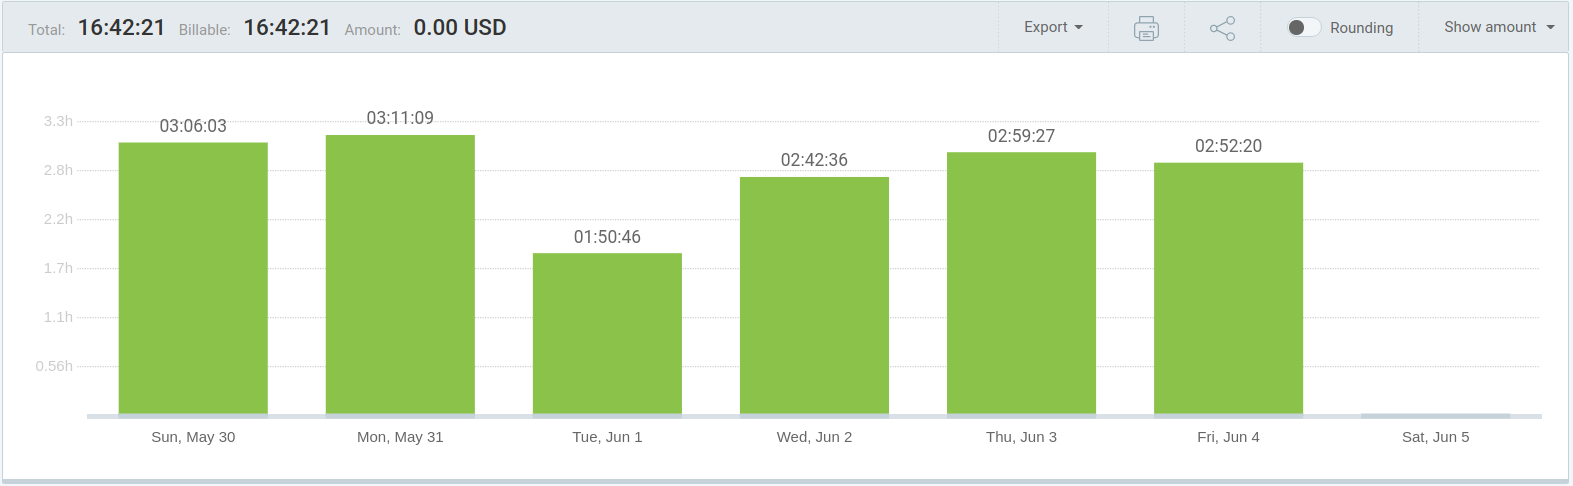 Total: 16:42:21 Billable: 16:42:21 Amount: 0.00 USD Export Rounding Show amount
3.3h
2.8h
2.2h
1.7h
1.1h
0.56h
03:06:03
03:11:09
01:50:46
02:42:36
02:59:27
02:52:20
Sun, May 30
Mon, May 31
Tue, Jun 1
Wed, Jun 2
Thu, Jun 3
Fri, Jun 4
Sat, Jun 5